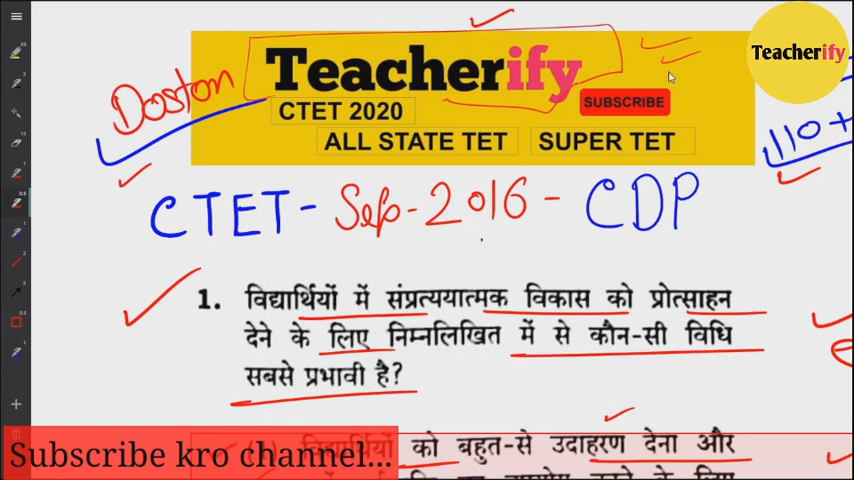 Teacherify
Teacherify
Doston
SUBSCRIBE
CTET 2020
ALL STATE TET
SUPER TET
110+
CTET- Sep-2016- CDP
1. विद्यार्थियों में संप्रत्ययात्मक विकास को प्रोत्साहन
देने के लिए निम्नलिखित में से कौन-सी विधि
सबसे प्रभावी है?
विद्यार्थियों को बहुत-से उदाहरण देना और
Subscribe kro channel...